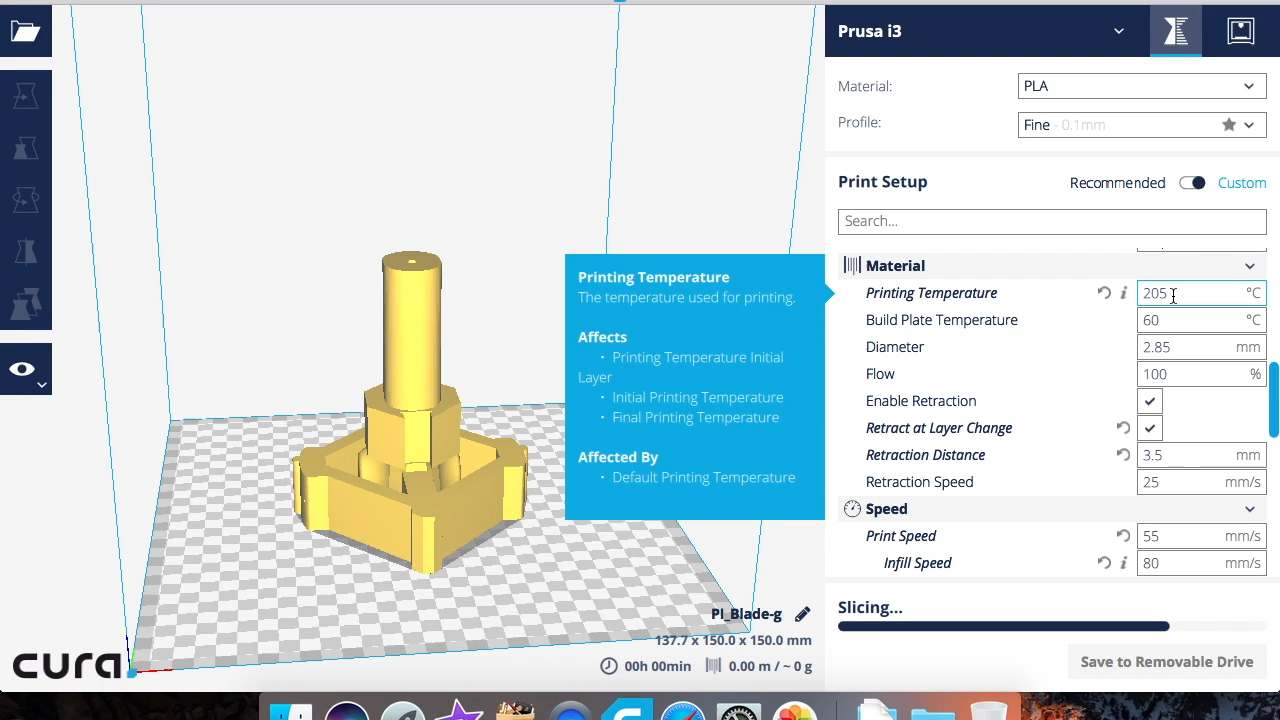 Prusa i3
Material:
PLA
Profile:
Fine - 0.1mm
Print Setup
Recommended
Custom
Search...
Material
Printing Temperature
205 °C
Build Plate Temperature
60 °C
Diameter
2.85 mm
Flow
100 %
Enable Retraction
Retract at Layer Change
Retraction Distance
3.5 mm
Retraction Speed
25 mm/s
Speed
Print Speed
55 mm/s
Infill Speed
80 mm/s
Printing Temperature
The temperature used for printing.
Affects
• Printing Temperature Initial
Layer
• Initial Printing Temperature
• Final Printing Temperature
Affected By
• Default Printing Temperature
PI_Blade-g
137.7 x 150.0 x 150.0 mm
00h 00min
0.00 m / ~ 0 g
Slicing...
Save to Removable Drive
cura.